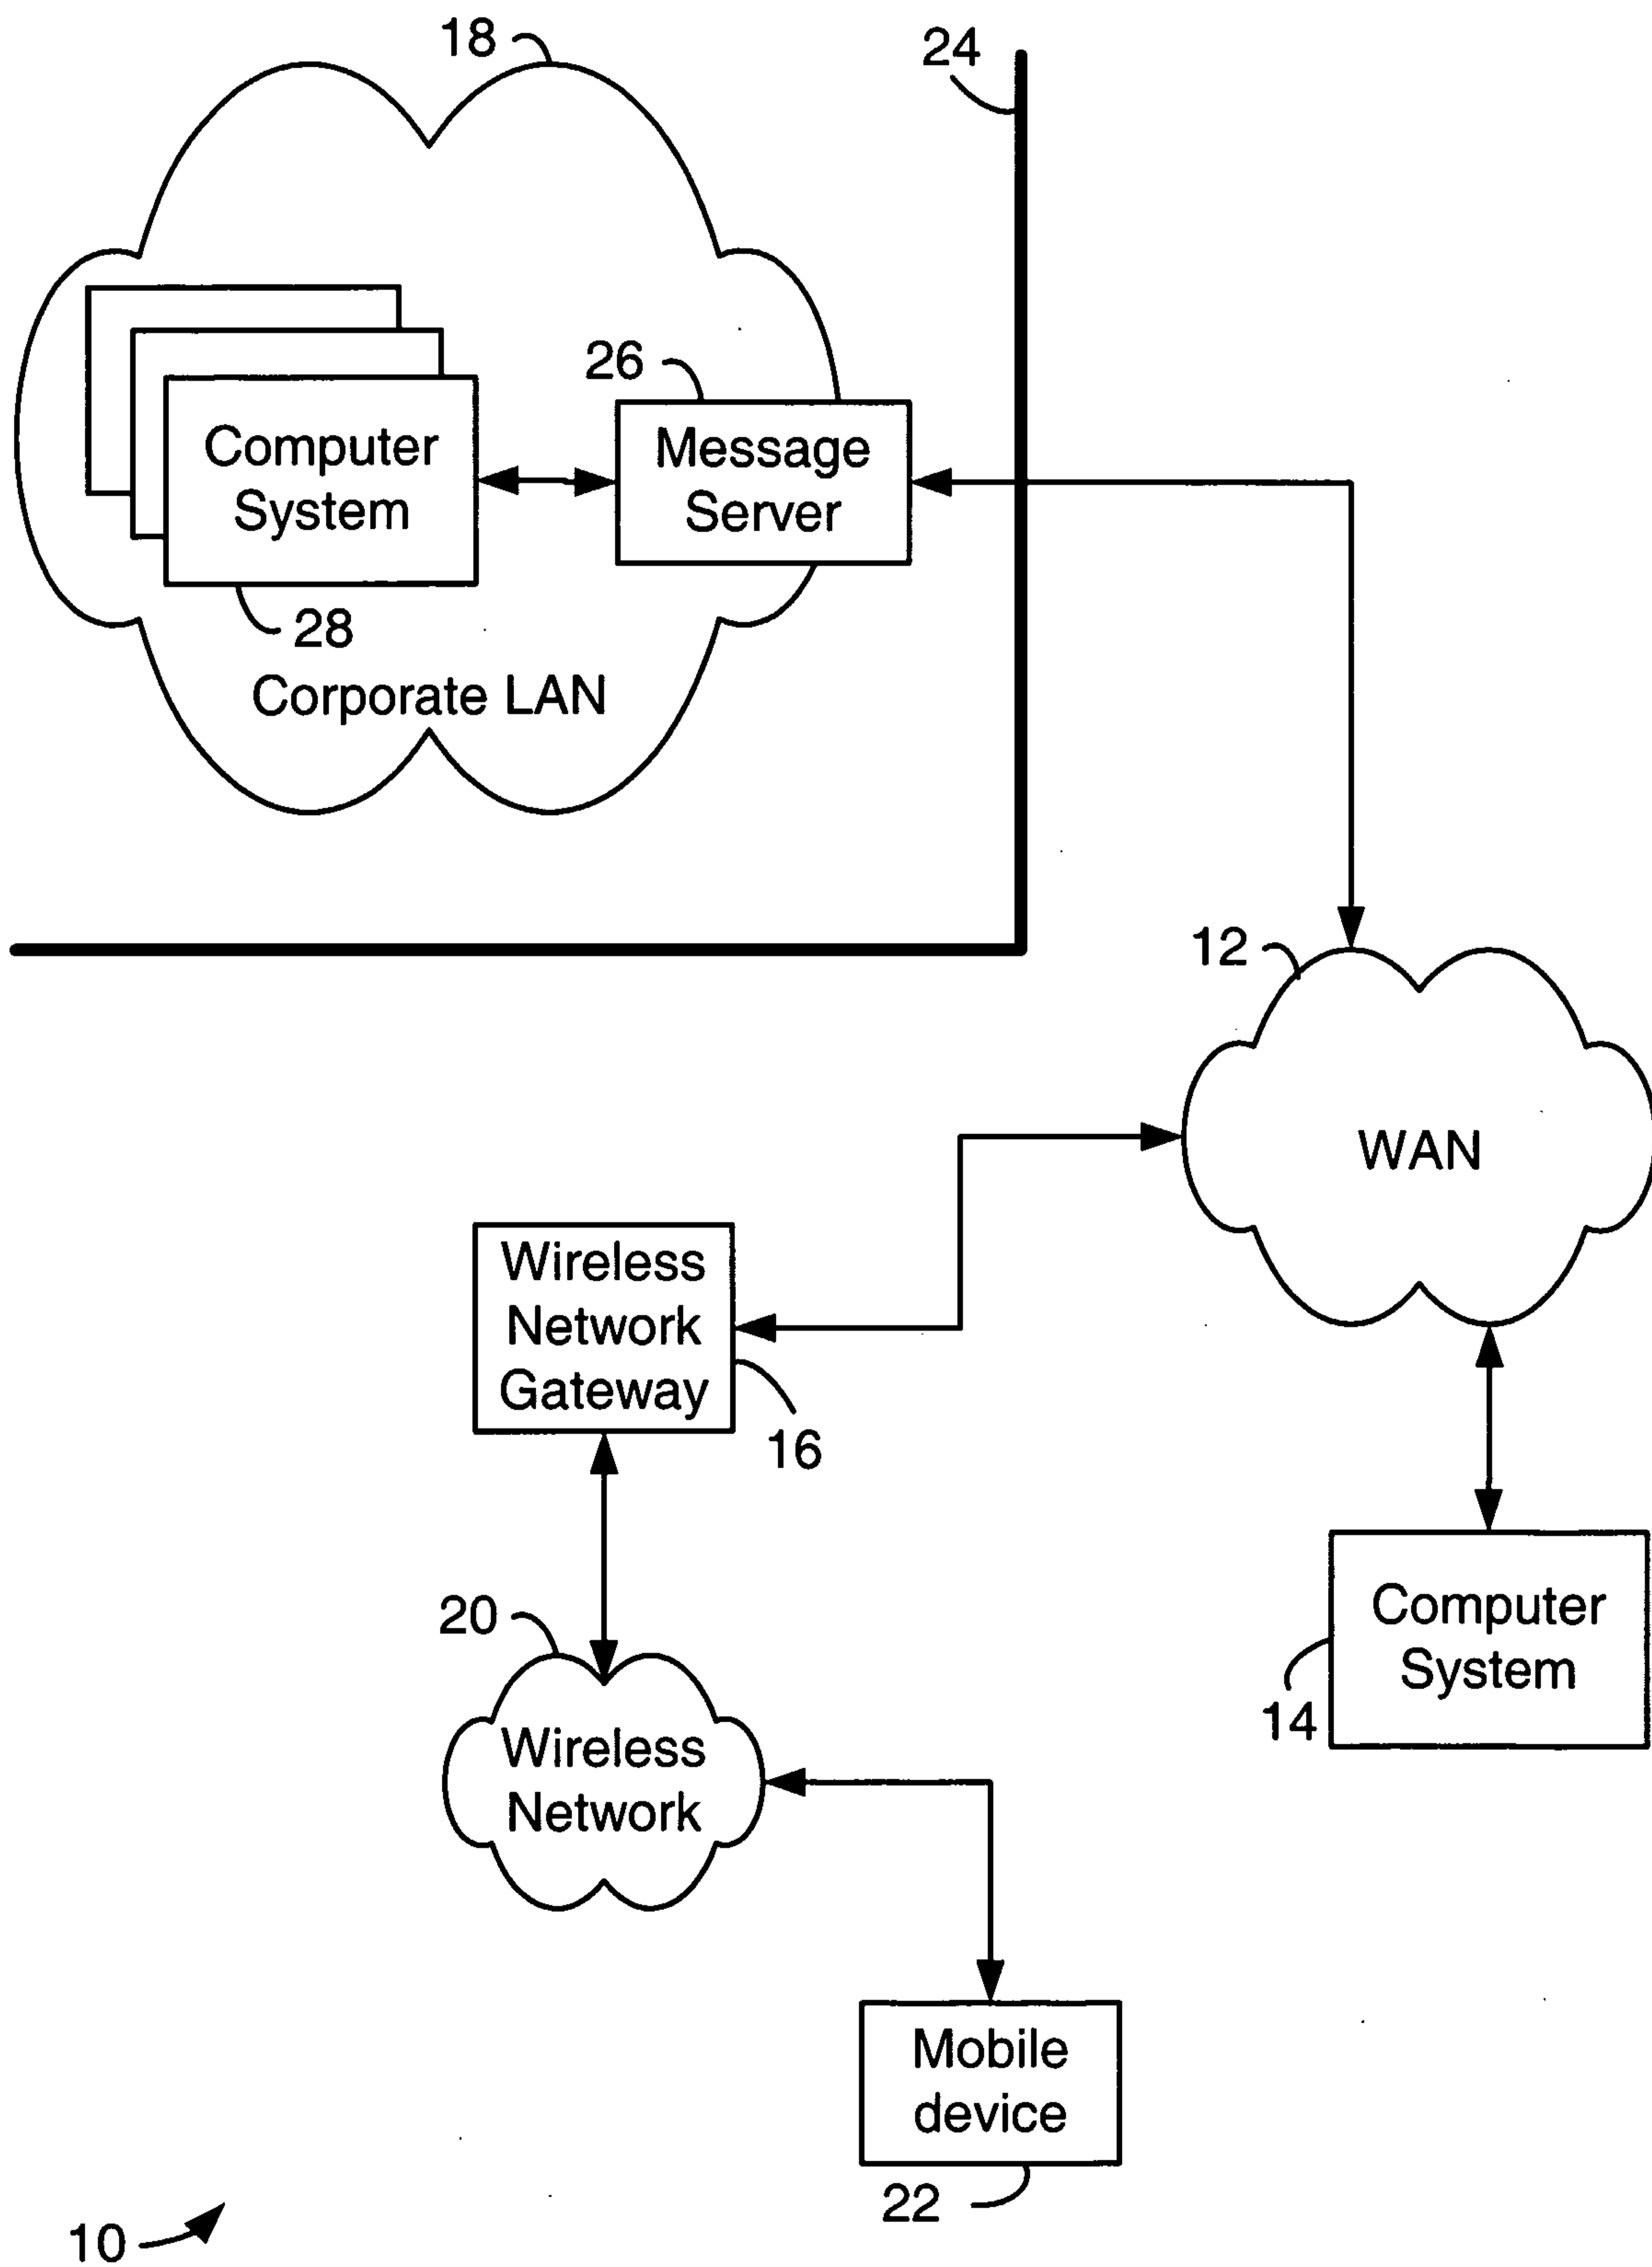 18
24
26
Computer
System
Message
Server
28
Corporate LAN
12
WAN
Wireless
Network
Gateway
16
20
Computer
System
14
Wireless
Network
Mobile
device
22
10